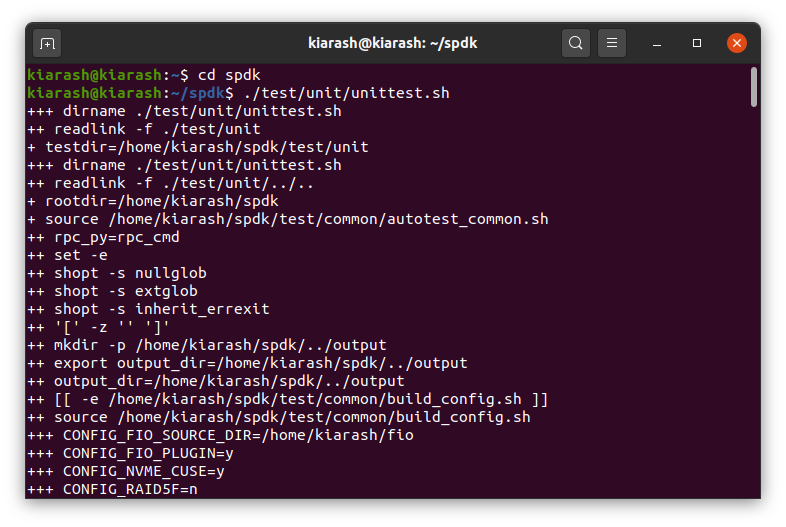 kiarash@kiarash: ~/spdk
kiarash@kiarash:~$ cd spdk
kiarash@kiarash:~/spdk$ ./test/unit/unittest.sh
+++ dirname ./test/unit/unittest.sh
++ readlink -f ./test/unit
+ testdir=/home/kiarash/spdk/test/unit
+++ dirname ./test/unit/unittest.sh
++ readlink -f ./test/unit/../..
+ rootdir=/home/kiarash/spdk
+ source /home/kiarash/spdk/test/common/autotest_common.sh
++ rpc_py=rpc_cmd
++ set -e
++ shopt -s nullglob
++ shopt -s extglob
++ shopt -s inherit_errexit
++ '[' -z '' ']'
++ mkdir -p /home/kiarash/spdk/../output
++ export output_dir=/home/kiarash/spdk/../output
++ output_dir=/home/kiarash/spdk/../output
++ [[ -e /home/kiarash/spdk/test/common/build_config.sh ]]
++ source /home/kiarash/spdk/test/common/build_config.sh
+++ CONFIG_FIO_SOURCE_DIR=/home/kiarash/fio
+++ CONFIG_FIO_PLUGIN=y
+++ CONFIG_NVME_CUSE=y
+++ CONFIG_RAID5F=n